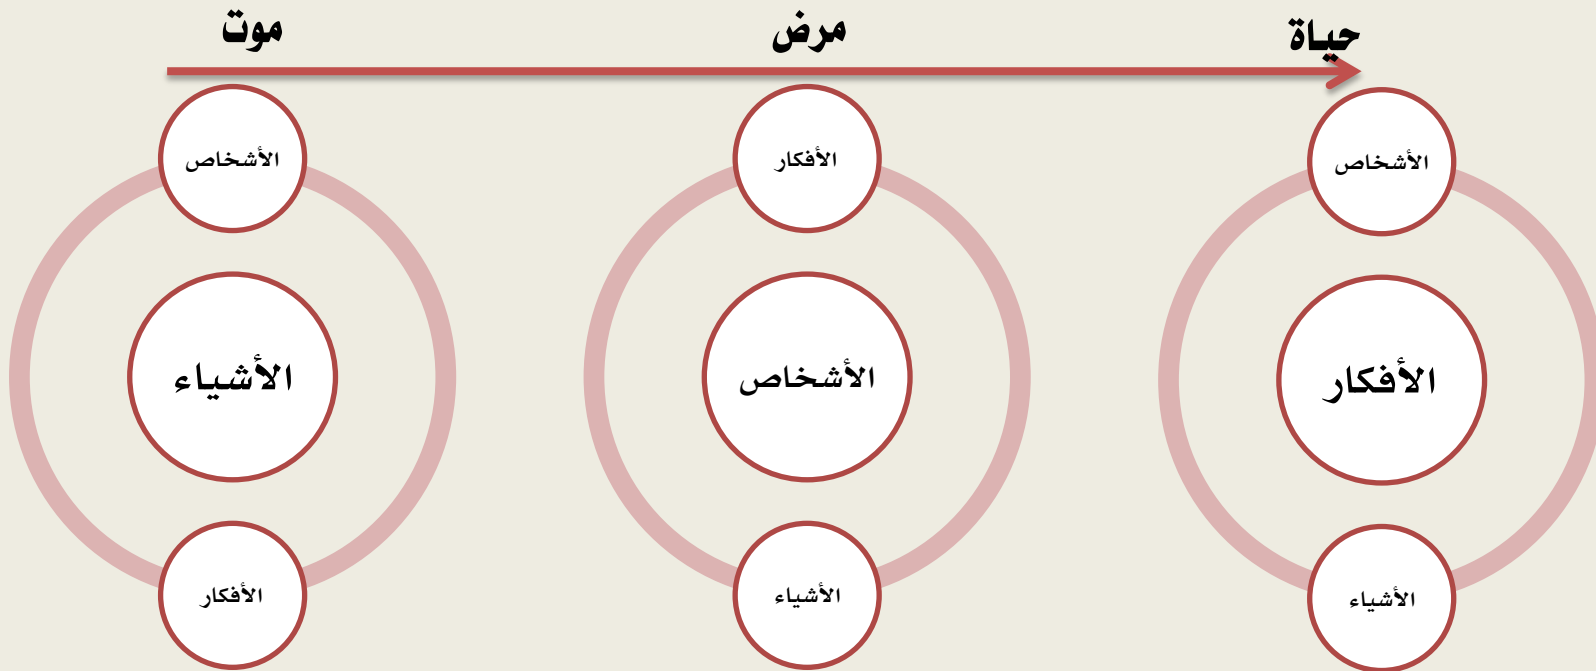 حياة
مرض
موت
الأشخاص
الأفكار
الأشياء
الأفكار
الأشخاص
الأشياء
الأشخاص
الأشياء
الأفكار